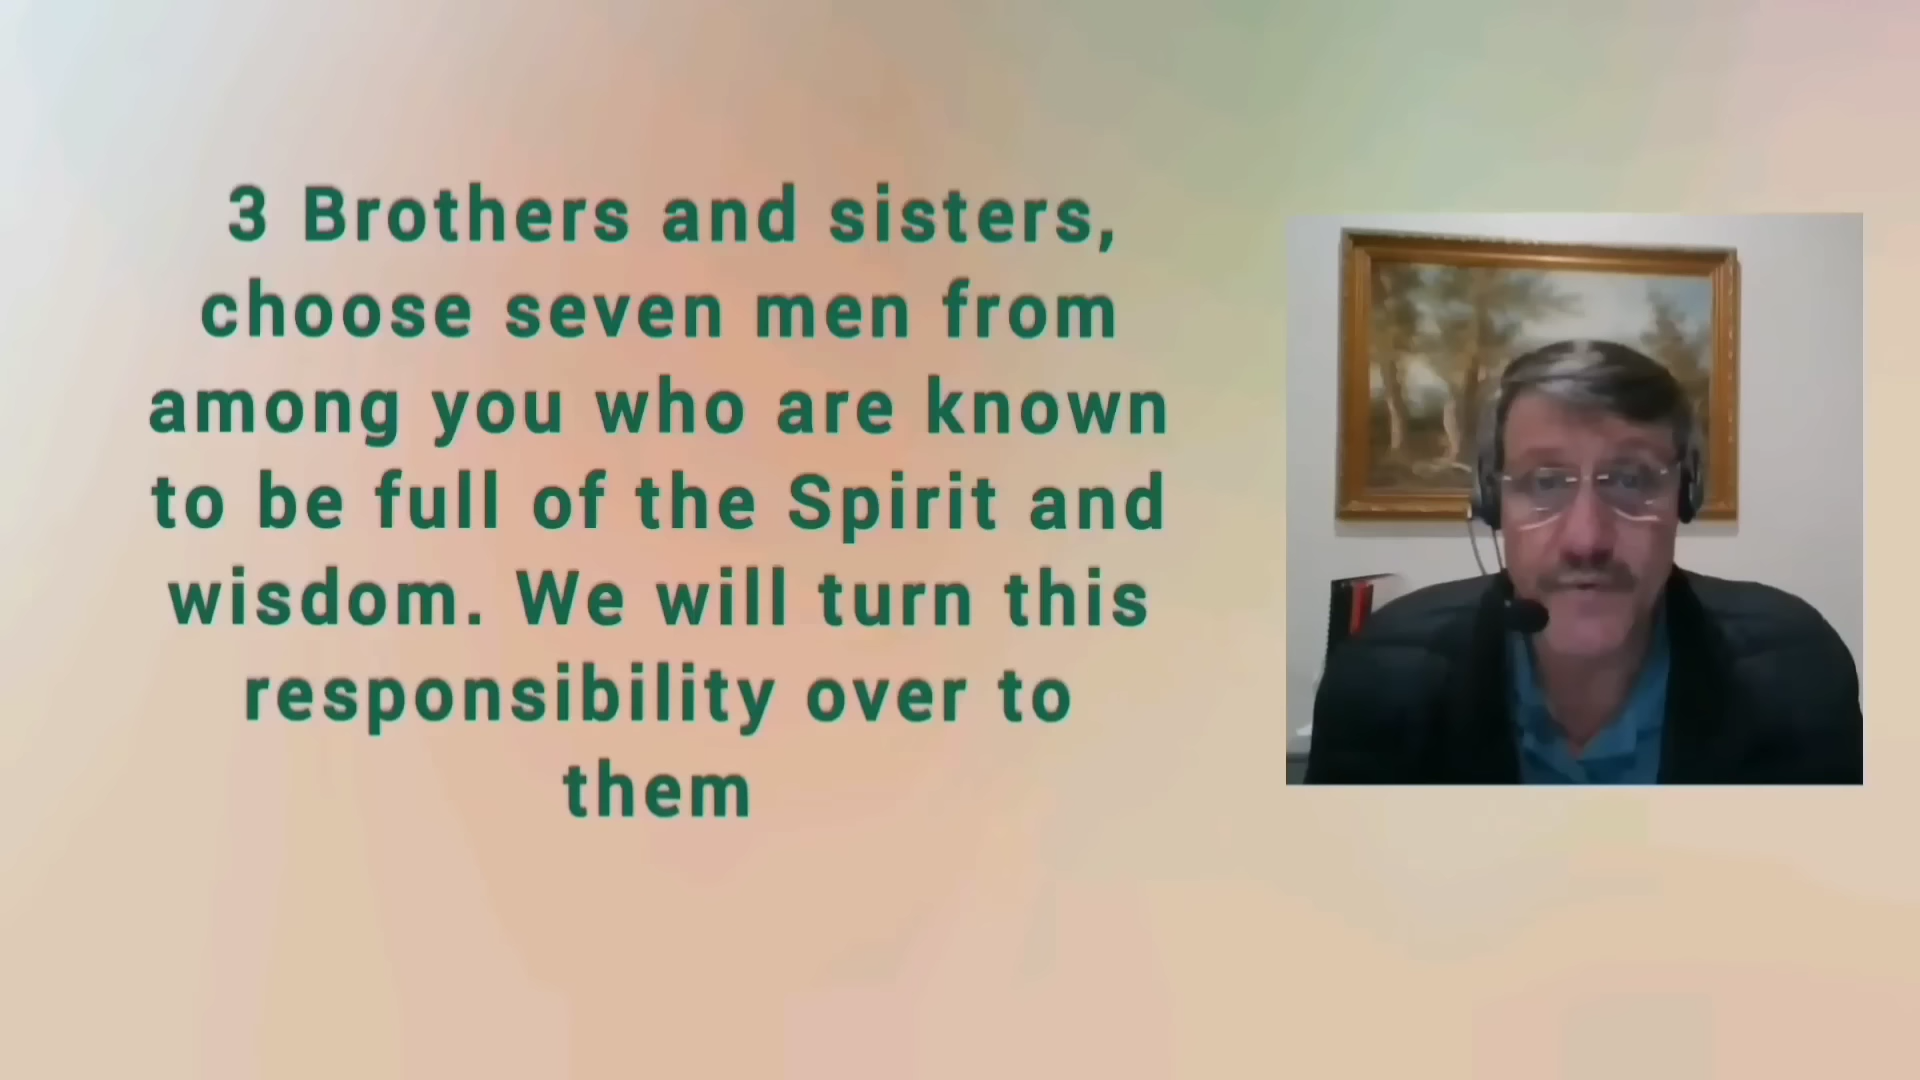 3 Brothers and sisters,
choose seven men from
among you who are known
to be full of the Spirit and
wisdom. We will turn this
responsibility over to
them